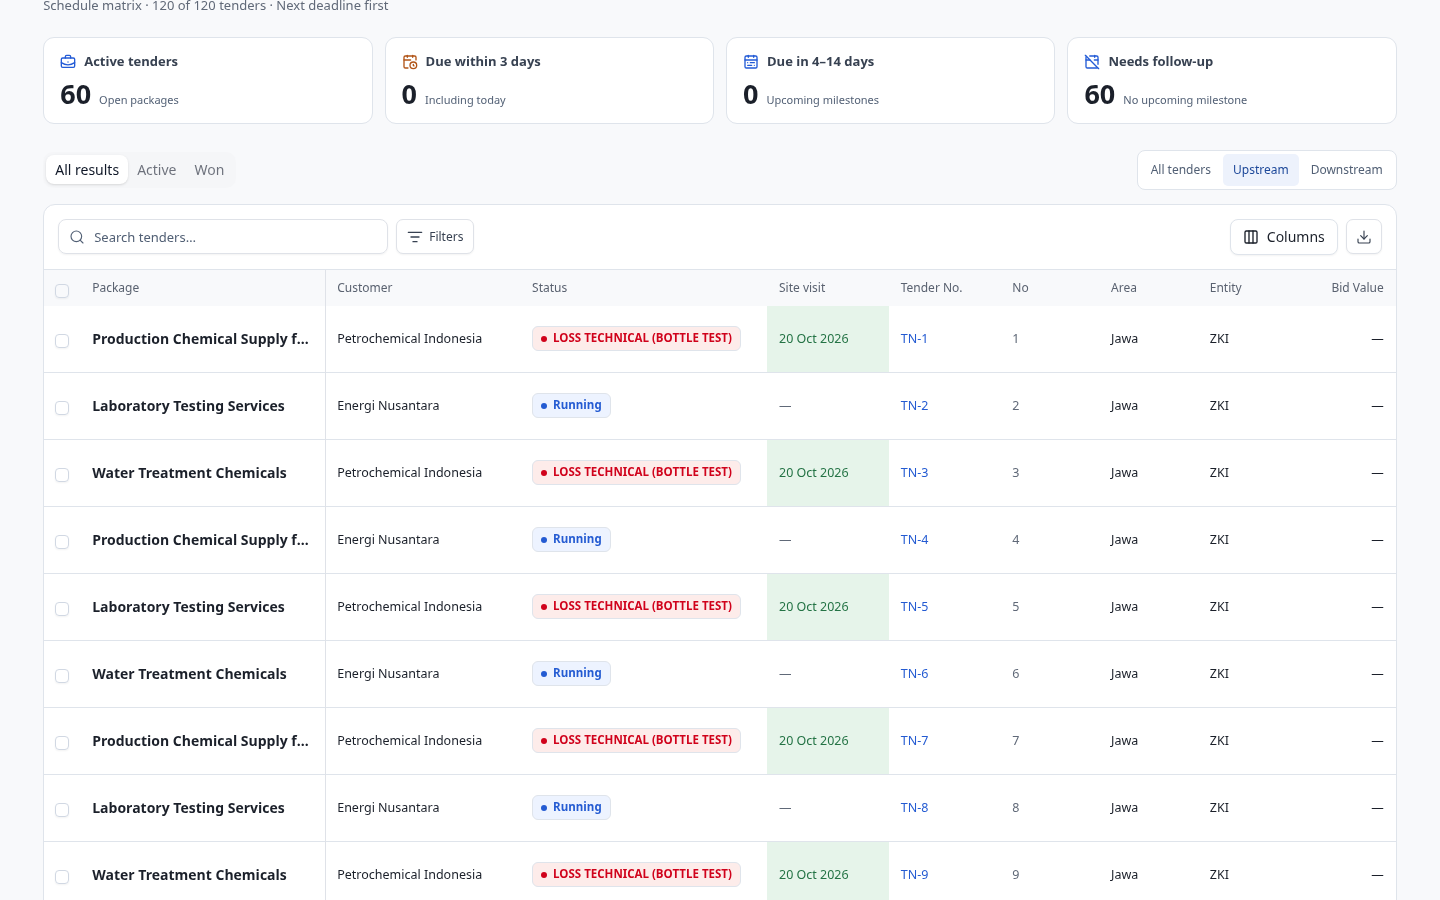 Schedule matrix · 120 of 120 tenders · Next deadline first
Active tenders
60 Open packages
Due within 3 days
0 Including today
Due in 4–14 days
0 Upcoming milestones
Needs follow-up
60 No upcoming milestone
All results Active Won
All tenders Upstream Downstream
Search tenders...
Filters
Columns
Package Customer Status Site visit Tender No. No Area Entity Bid Value
Production Chemical Supply f... Petrochemical Indonesia LOSS TECHNICAL (BOTTLE TEST) 20 Oct 2026 TN-1 1 Jawa ZKI —
Laboratory Testing Services Energi Nusantara Running — TN-2 2 Jawa ZKI —
Water Treatment Chemicals Petrochemical Indonesia LOSS TECHNICAL (BOTTLE TEST) 20 Oct 2026 TN-3 3 Jawa ZKI —
Production Chemical Supply f... Energi Nusantara Running — TN-4 4 Jawa ZKI —
Laboratory Testing Services Petrochemical Indonesia LOSS TECHNICAL (BOTTLE TEST) 20 Oct 2026 TN-5 5 Jawa ZKI —
Water Treatment Chemicals Energi Nusantara Running — TN-6 6 Jawa ZKI —
Production Chemical Supply f... Petrochemical Indonesia LOSS TECHNICAL (BOTTLE TEST) 20 Oct 2026 TN-7 7 Jawa ZKI —
Laboratory Testing Services Energi Nusantara Running — TN-8 8 Jawa ZKI —
Water Treatment Chemicals Petrochemical Indonesia LOSS TECHNICAL (BOTTLE TEST) 20 Oct 2026 TN-9 9 Jawa ZKI —